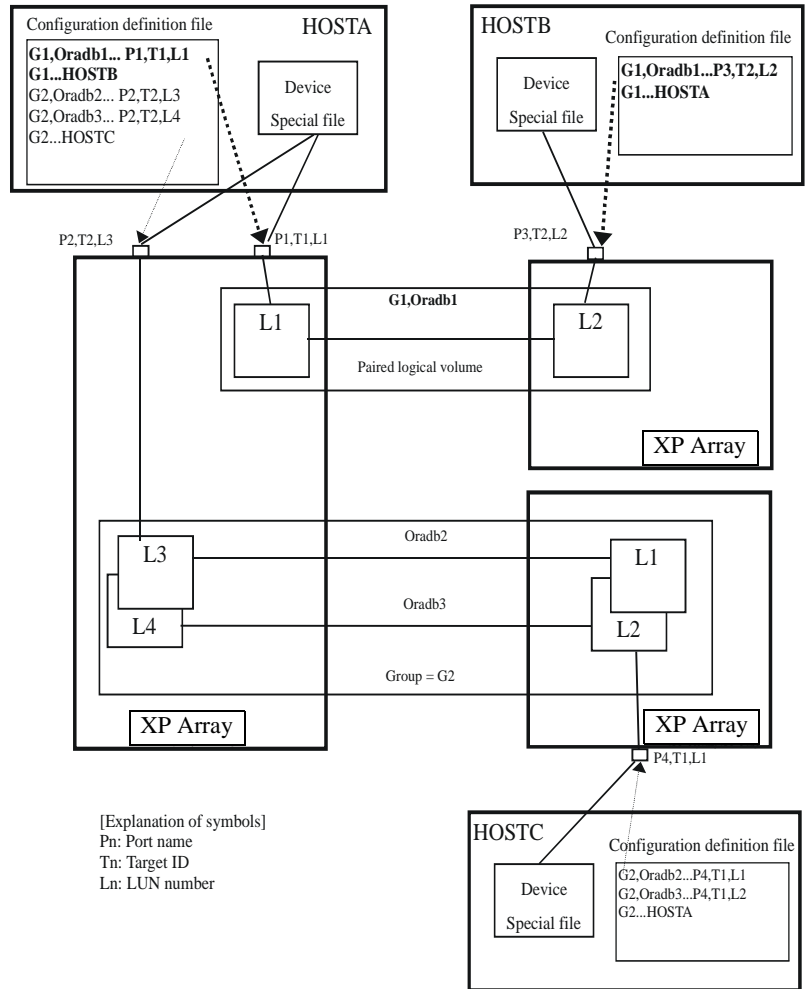 HOSTA
Configuration definition file
G1,Oradb1... P1,T1,L1
G1...HOSTB
G2,Oradb2... P2,T2,L3
G2,Oradb3... P2,T2,L4
G2...HOSTC
Device
Special file
HOSTB
Configuration definition file
G1,Oradb1...P3,T2,L2
G1...HOSTA
Device
Special file
P2,T2,L3
P1,T1,L1
P3,T2,L2
G1,Oradb1
L1
L2
Paired logical volume
XP Array
Oradb2
L3
L1
Oradb3
L4
L2
Group = G2
XP Array
XP Array
P4,T1,L1
[Explanation of symbols]
Pn: Port name
Tn: Target ID
Ln: LUN number
HOSTC
Configuration definition file
G2,Oradb2...P4,T1,L1
G2,Oradb3...P4,T1,L2
G2...HOSTA
Device
Special file